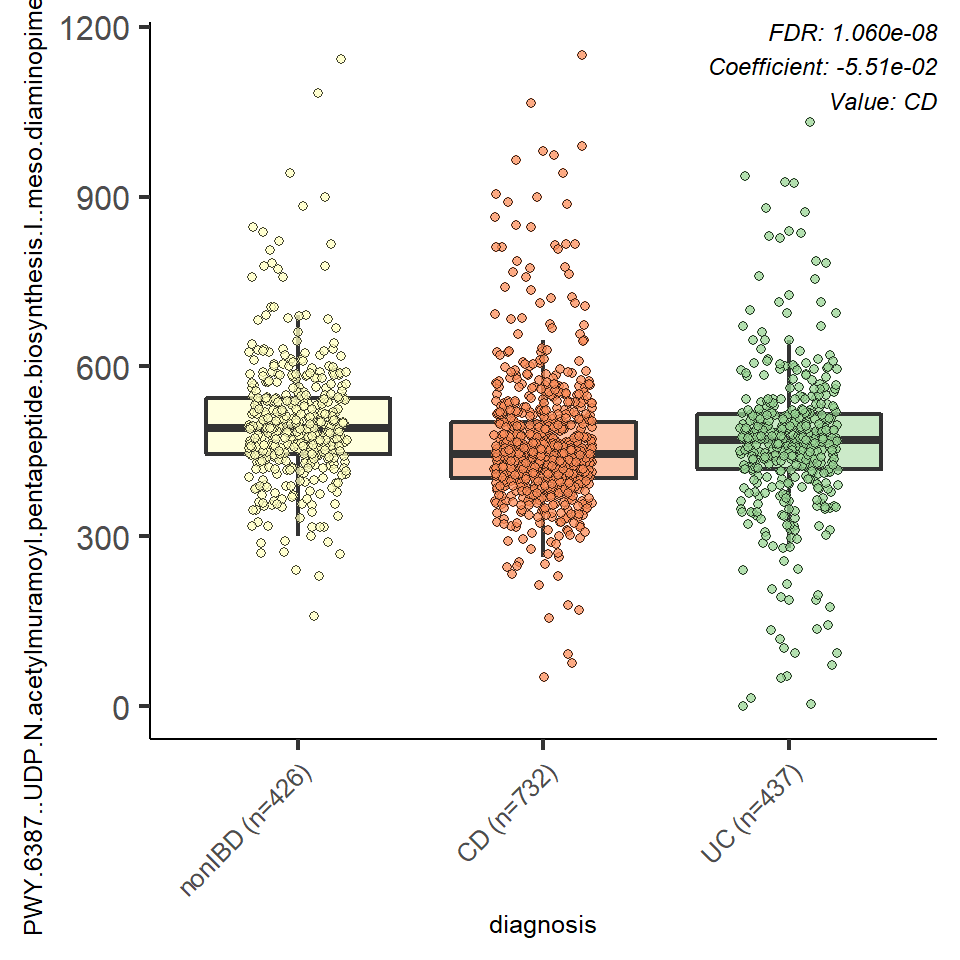 PWY.6387..UDP.N.acetylmuramoyl.pentapeptide.biosynthesis.I..meso.diaminopime
1200
900
600
300
0
FDR: 1.060e-08
Coefficient: -5.51e-02
Value: CD
nonIBD (n=426)
CD (n=732)
UC (n=437)
diagnosis